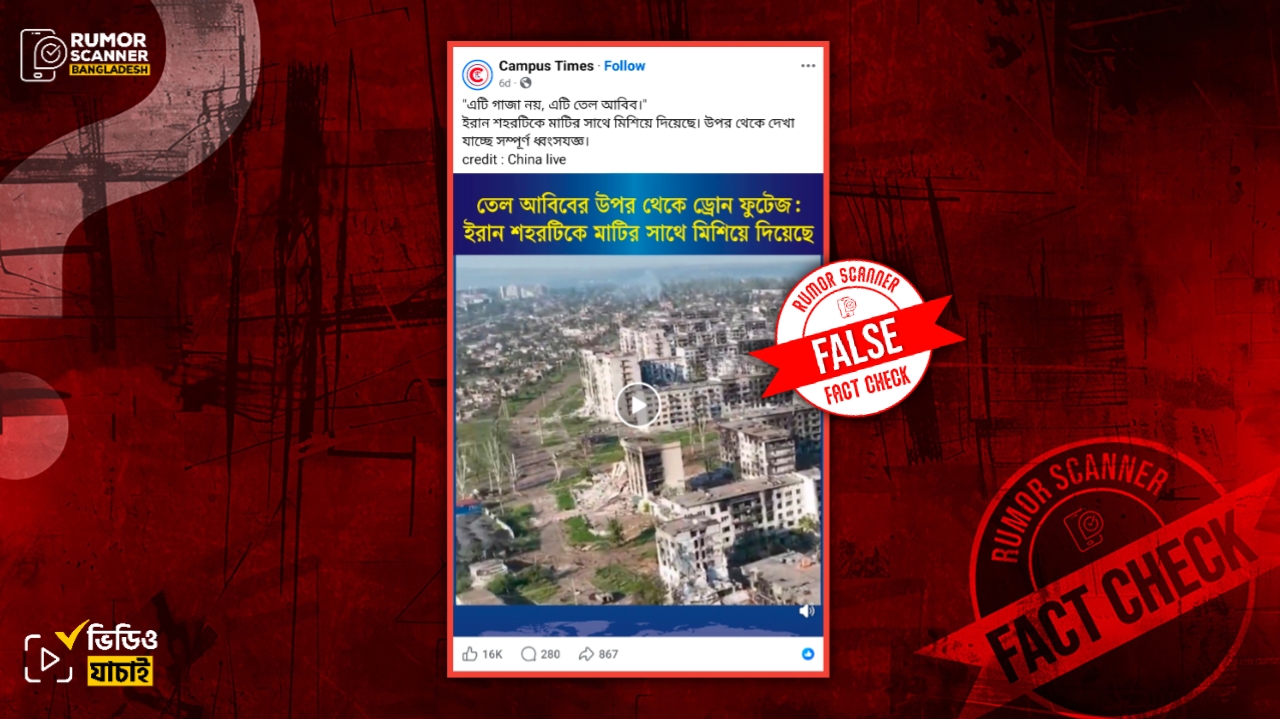 RUMOR
SCANNER
BANGLADESH
Campus Times · Follow
6d ·
"এটি গাজা নয়, এটি তেল আবিব।"
ইরান শহরটিকে মাটির সাথে মিশিয়ে দিয়েছে। উপর থেকে দেখা
যাচ্ছে সম্পূর্ণ ধ্বংসযজ্ঞ।
credit : China live
তেল আবিবের উপর থেকে ড্রোন ফুটেজ:
ইরান শহরটিকে মাটির সাথে মিশিয়ে দিয়েছে
RUMOR SCANNER
FALSE
FACT CHECK
16K 280 867
RUMOR SCANNER
FACT CHECK
ভিডিও
যাচাই